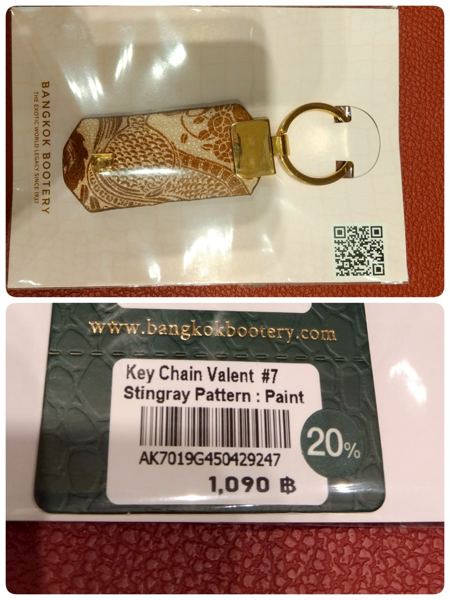 BANGKOK BOOTERY
THE EXOTIC WORLD LEGACY SINCE 1937
www.bangkokbootery.com
Key Chain Valent #7
Stingray Pattern : Paint
AK7019G450429247
1,090 ฿
20%